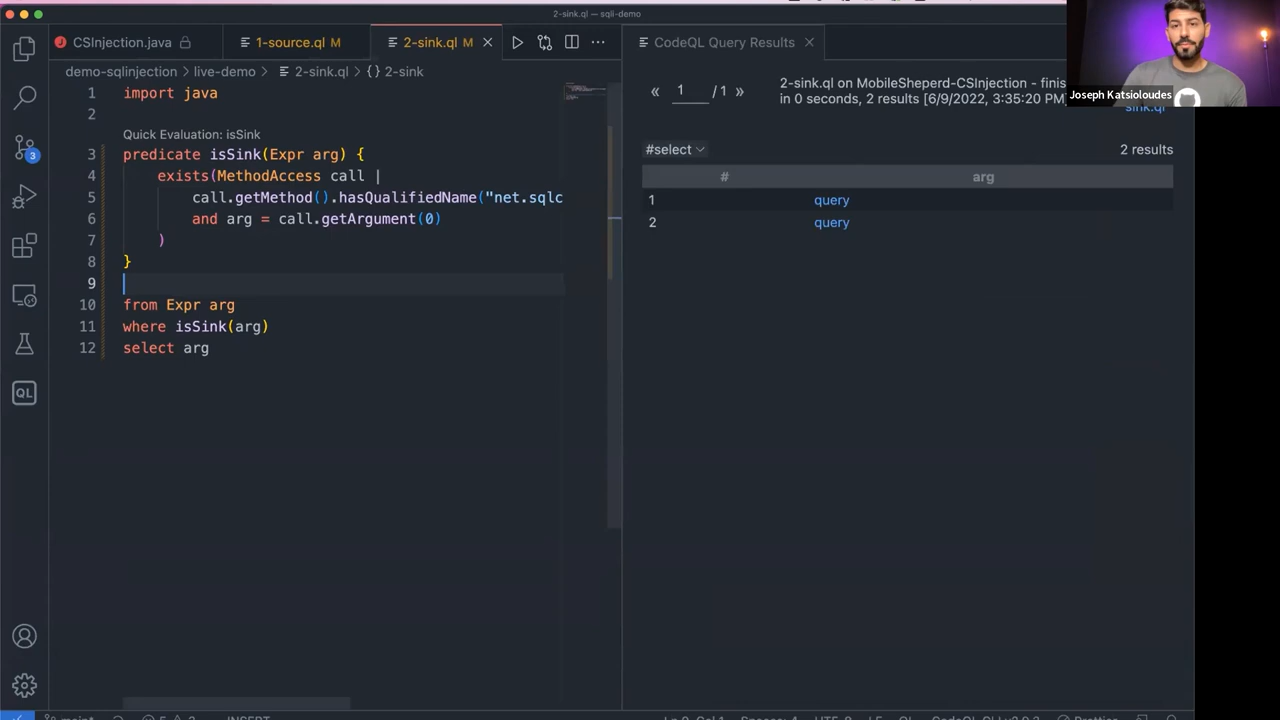 2-sink.ql — sqli-demo
CSInjection.java
1-source.ql M
2-sink.ql M
demo-sqlinjection › live-demo › 2-sink.ql › {} 2-sink
1 import java
2
Quick Evaluation: isSink
3 predicate isSink(Expr arg) {
4 exists(MethodAccess call |
5 call.getMethod().hasQualifiedName("net.sqlc
6 and arg = call.getArgument(0)
7 )
8 }
9
10 from Expr arg
11 where isSink(arg)
12 select arg
3
QL
CodeQL Query Results
« 1 / 1 »
2-sink.ql on MobileSheperd-CSInjection - finis
in 0 seconds, 2 results [6/9/2022, 3:35:20 PM]
sink.ql
#select
2 results
# arg
1 query
2 query
Joseph Katsioloudes